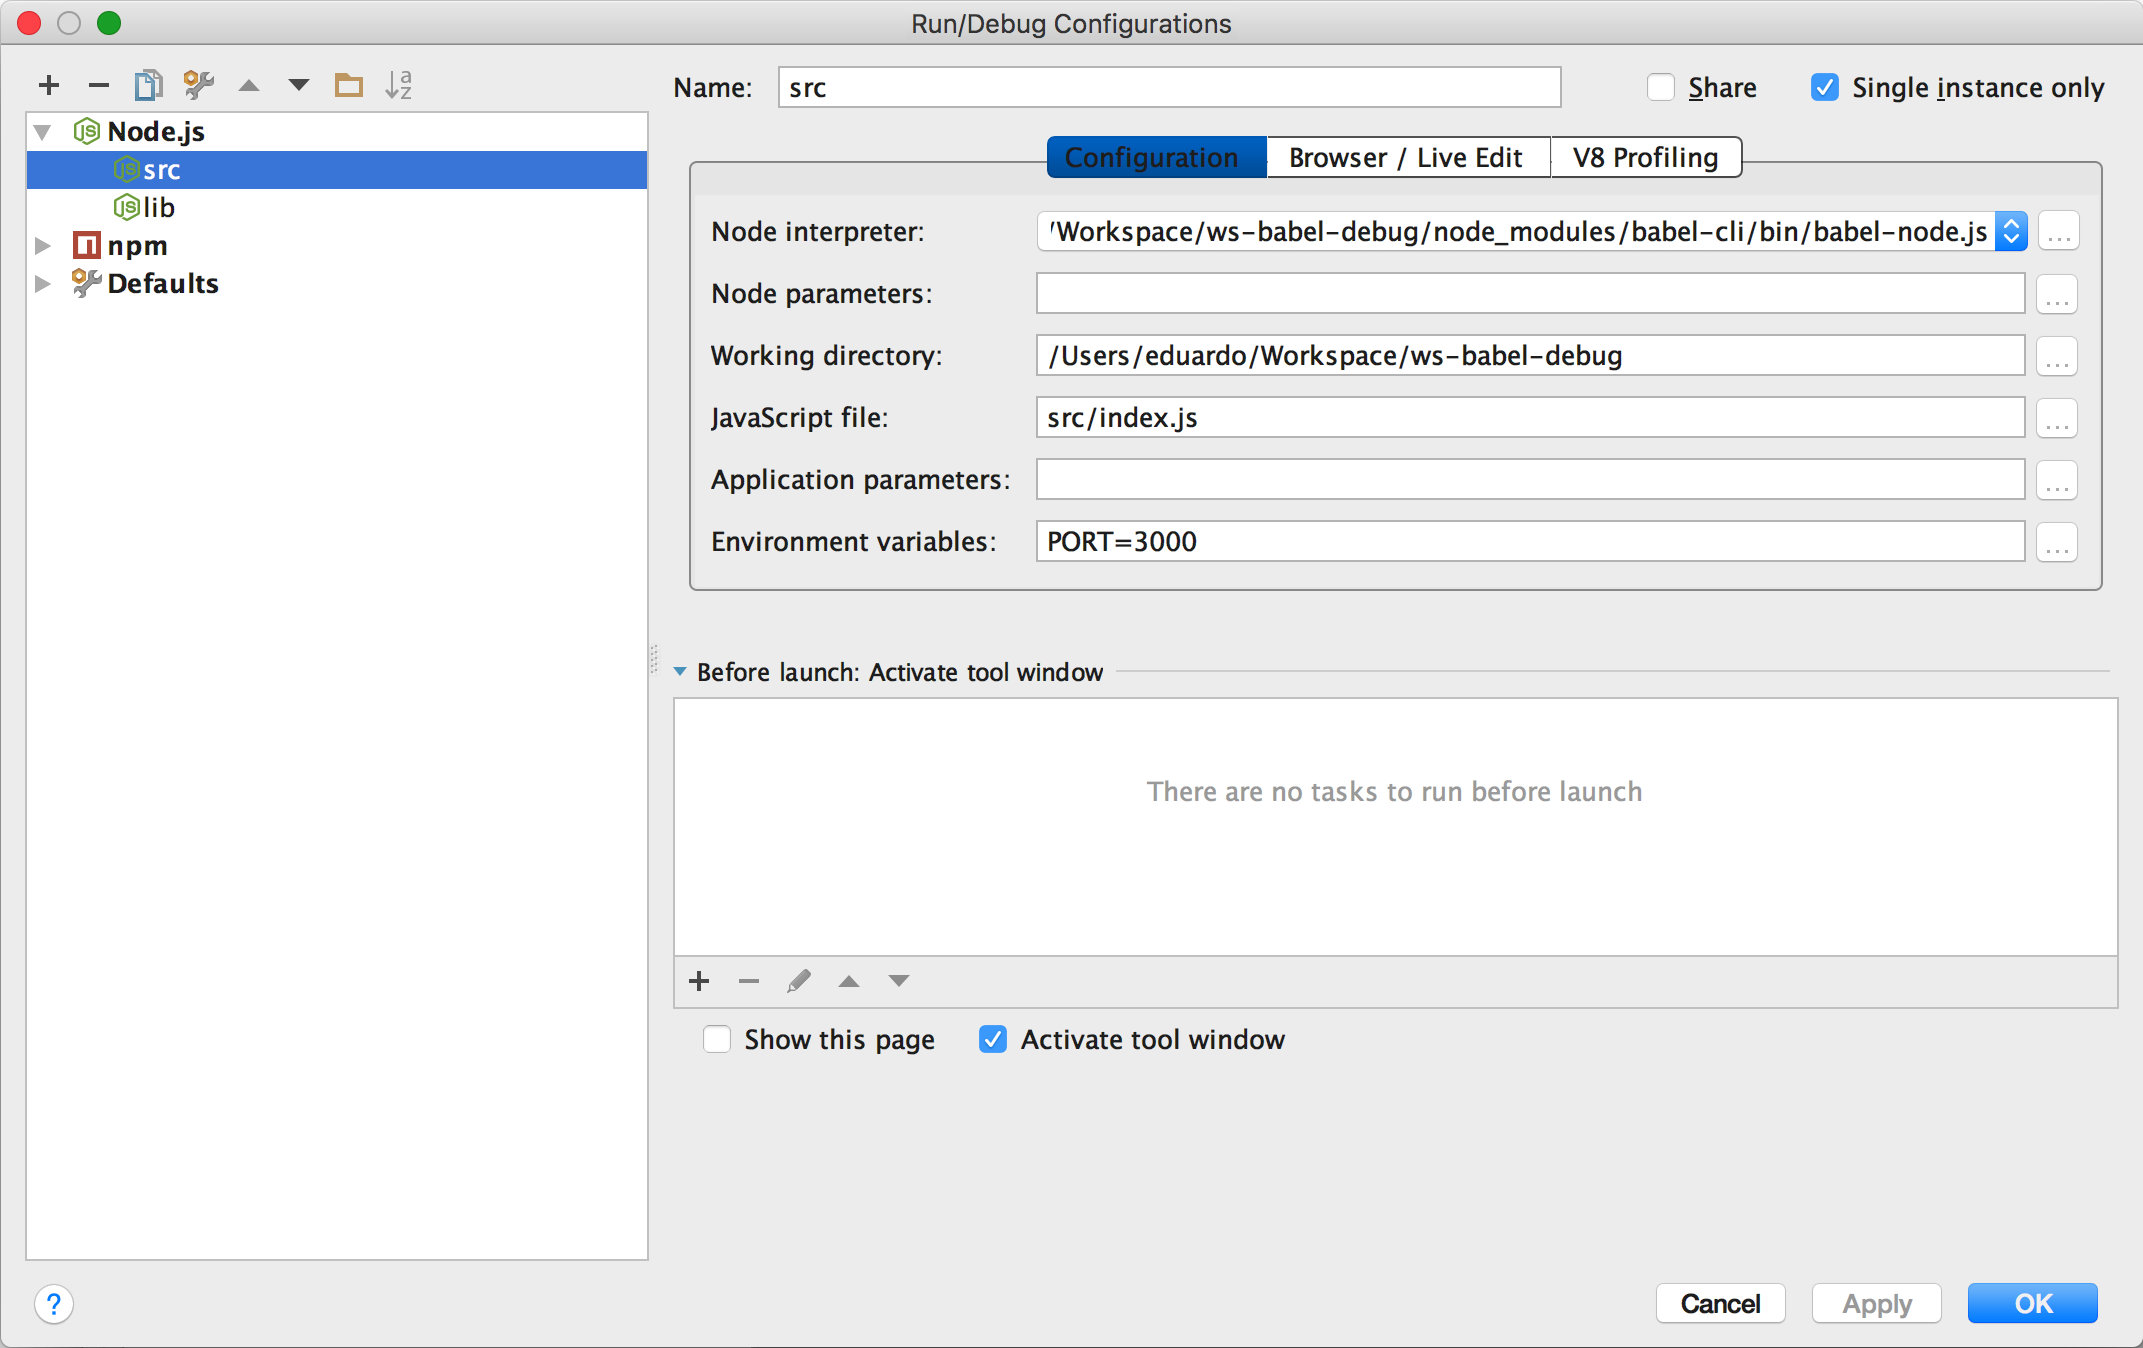 Run/Debug Configurations
Name: src Share Single instance only
Node.js
src
lib
npm
Defaults
Configuration Browser / Live Edit V8 Profiling
Node interpreter: /Workspace/ws-babel-debug/node_modules/babel-cli/bin/babel-node.js ...
Node parameters: ...
Working directory: /Users/eduardo/Workspace/ws-babel-debug ...
JavaScript file: src/index.js ...
Application parameters: ...
Environment variables: PORT=3000 ...
Before launch: Activate tool window
There are no tasks to run before launch
Show this page Activate tool window
? Cancel Apply OK